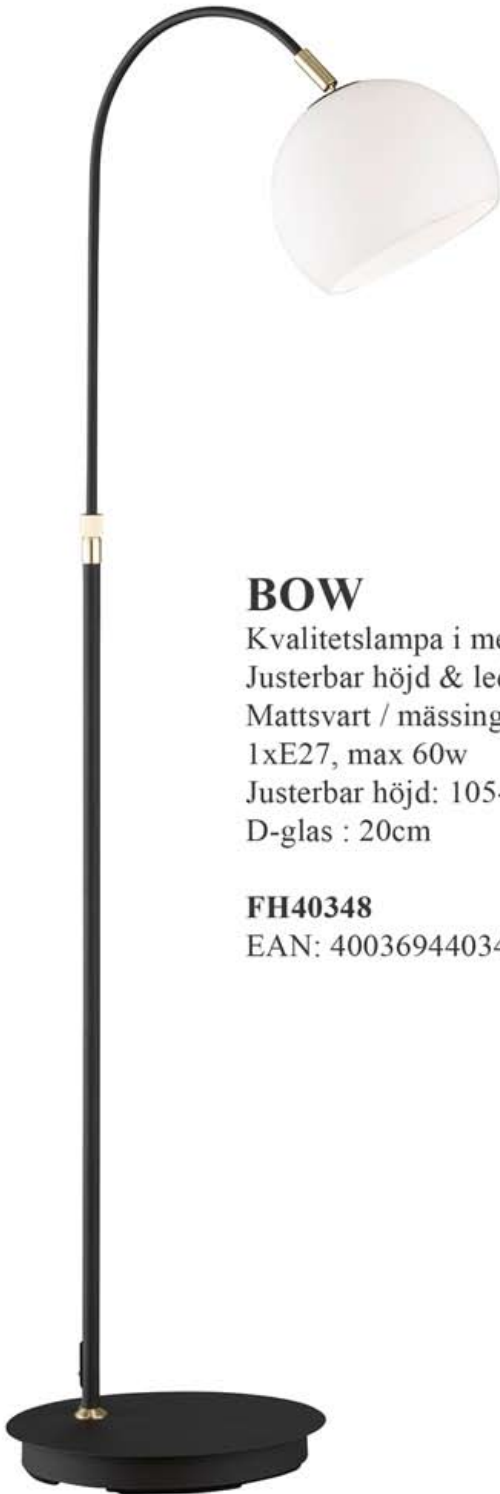 BOW
Kvalitetslampa i
Justerbar höjd &
Mattsvart / mässing
1xE27, max 60w
Justerbar höjd:
D-glas : 20cm
FH40348
EAN: